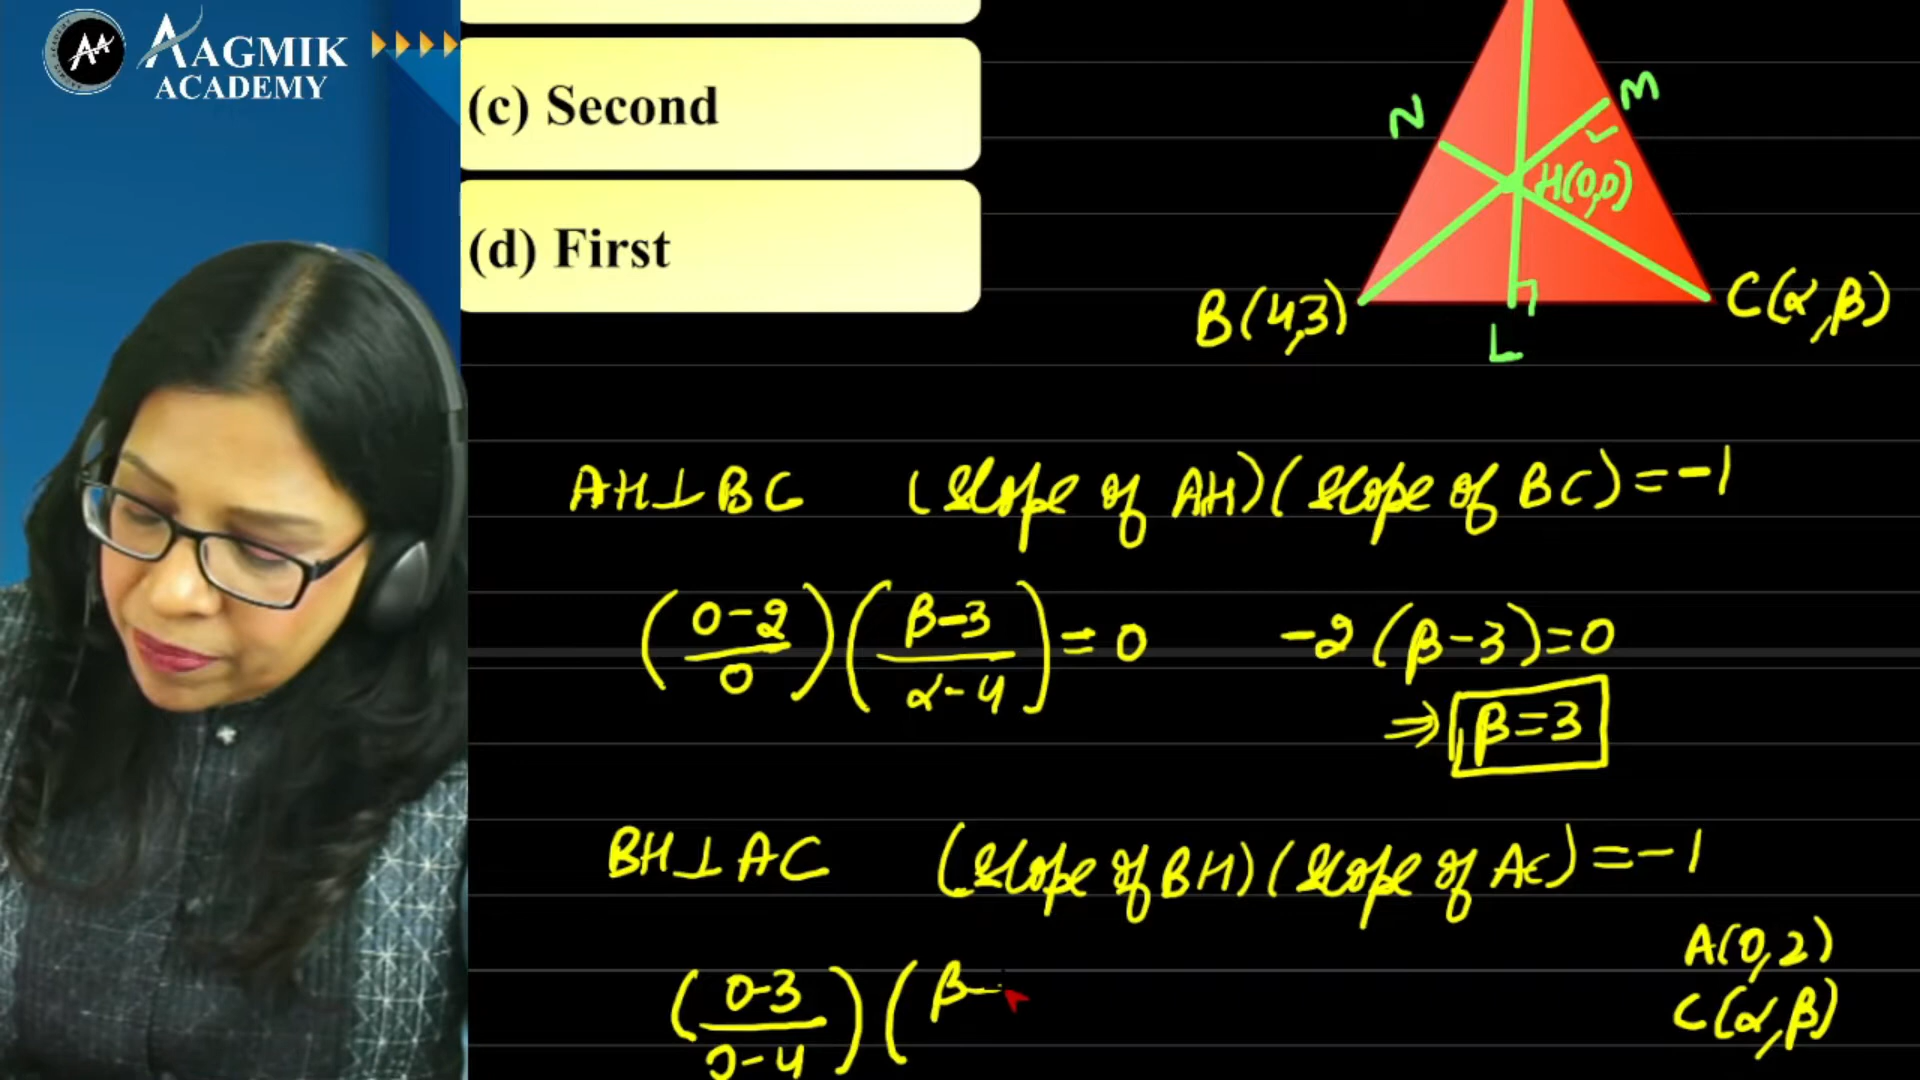 AAGMIK
ACADEMY
(c) Second
(d) First
N
M
H(0,0)
B(4,3)
C(α,β)
L
AH⊥BC (Slope of AH)(Slope of BC)=-1
(0-2/0)(β-3/α-4)=0 -2(β-3)=0
⇒ β=3
BH⊥AC (Slope of BH)(Slope of AC)=-1
A(0,2)
C(α,β)
(0-3/0-4)(β-